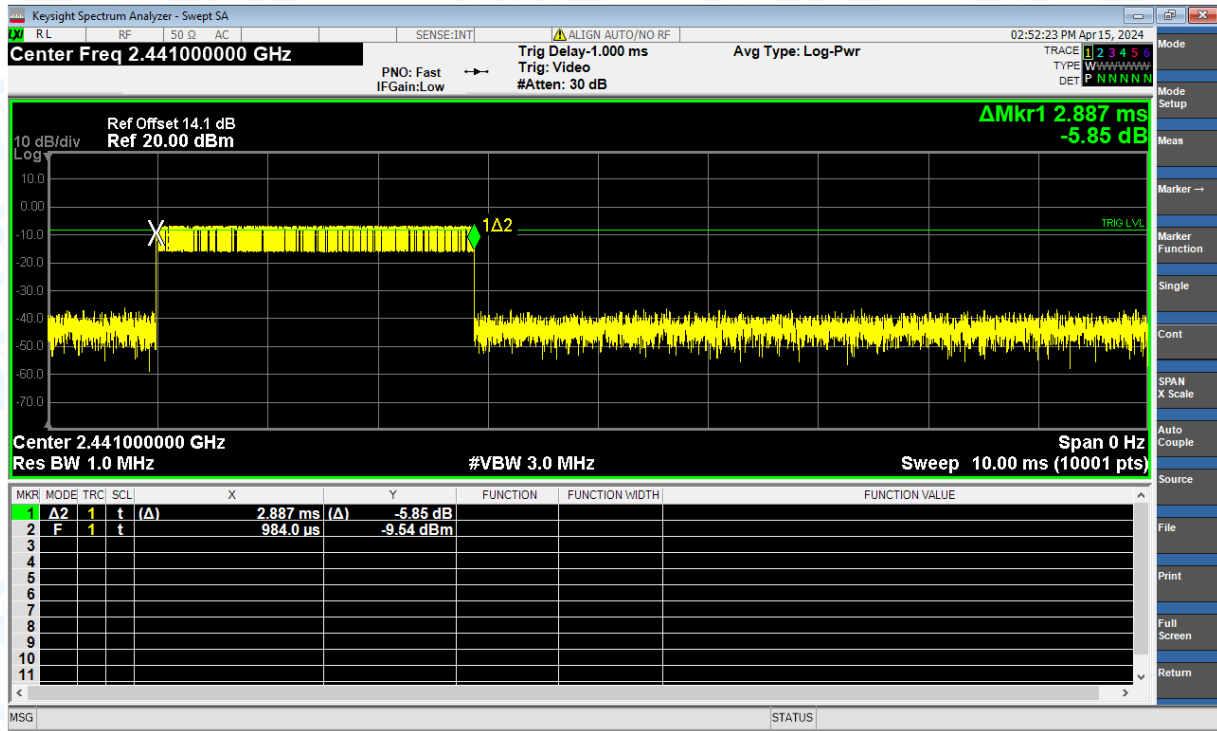 Keysight Spectrum Analyzer - Swept SA
LXI RL RF 50 Ω AC SENSE:INT ALIGN AUTO/NO RF 02:52:23 PM Apr 15, 2024
Center Freq 2.441000000 GHz
PNO: Fast
IFGain:Low
Trig Delay-1.000 ms
Trig: Video
#Atten: 30 dB
Avg Type: Log-Pwr
TRACE 1 2 3 4 5 6
TYPE WWWWWW
DET P N N N N N
ΔMkr1 2.887 ms
-5.85 dB
Ref Offset 14.1 dB
10 dB/div Ref 20.00 dBm
Log
10.0
0.00
-10.0
-20.0
-30.0
-40.0
-50.0
-60.0
-70.0
X
1Δ2
TRIG LVL
Center 2.441000000 GHz Span 0 Hz
Res BW 1.0 MHz #VBW 3.0 MHz Sweep 10.00 ms (10001 pts)
MKR MODE TRC SCL X Y FUNCTION FUNCTION WIDTH FUNCTION VALUE
1 Δ2 1 t (Δ) 2.887 ms (Δ) -5.85 dB
2 F 1 t 984.0 µs -9.54 dBm
3
4
5
6
7
8
9
10
11
MSG STATUS
Mode
Mode
Setup
Meas
Marker →
Marker
Function
Single
Cont
SPAN
X Scale
Auto
Couple
Source
File
Print
Full
Screen
Return